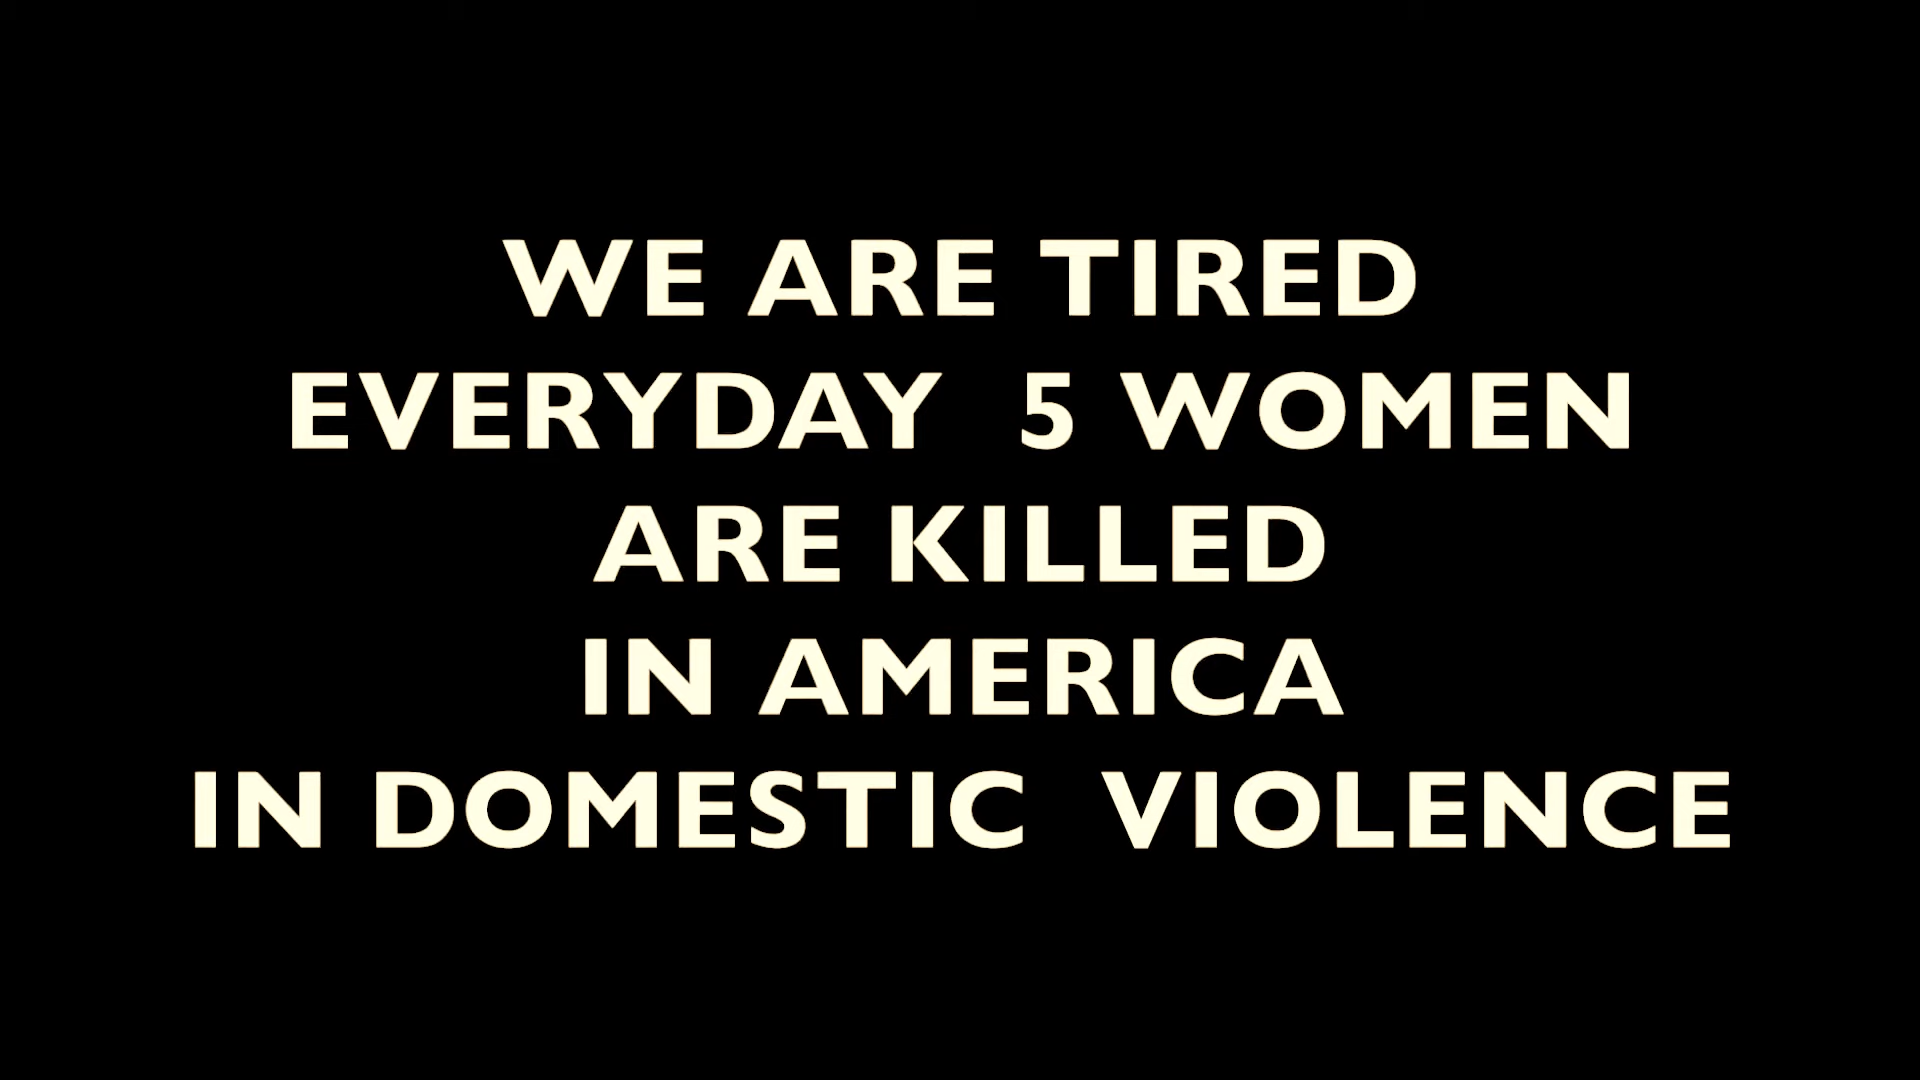 WE ARE TIRED
EVERYDAY  5 WOMEN
ARE KILLED
IN AMERICA
IN DOMESTIC  VIOLENCE